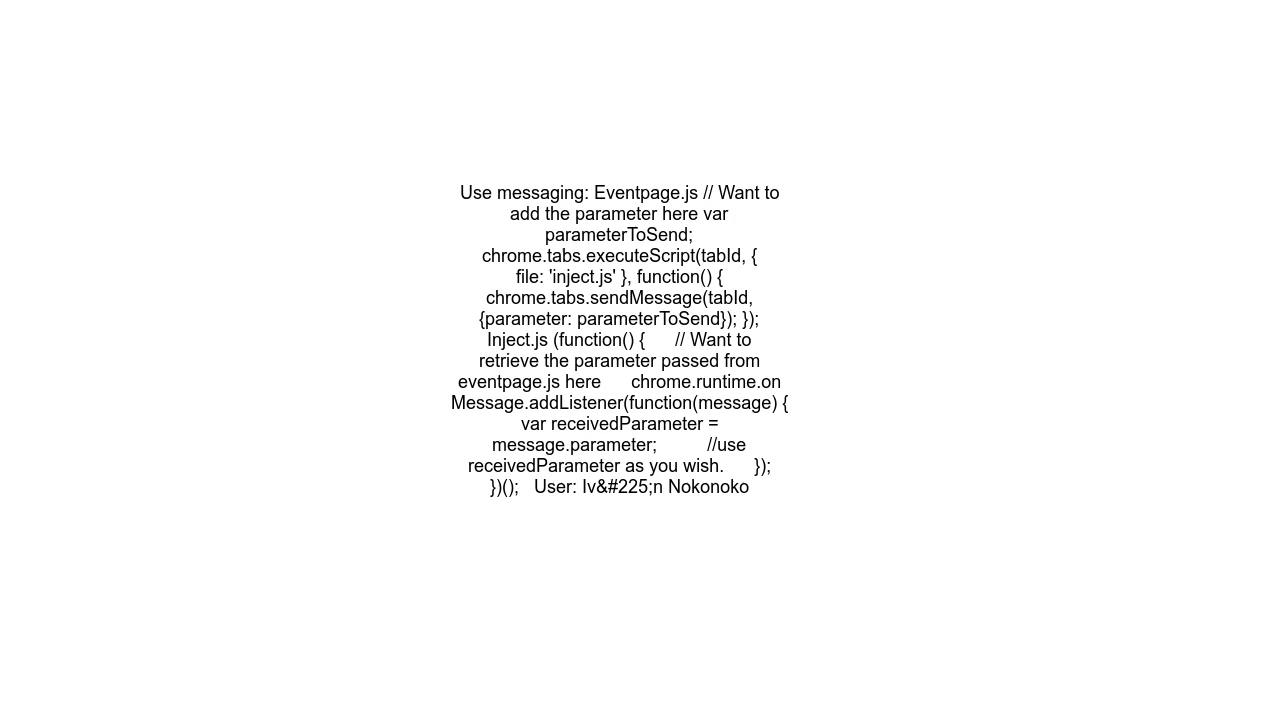 Use messaging: Eventpage.js // Want to
add the parameter here var
parameterToSend;
chrome.tabs.executeScript(tabId, {
file: 'inject.js' }, function() {
chrome.tabs.sendMessage(tabId,
{parameter: parameterToSend}); });
Inject.js (function() {      // Want to
retrieve the parameter passed from
eventpage.js here      chrome.runtime.on
Message.addListener(function(message) {
var receivedParameter =
message.parameter;          //use
receivedParameter as you wish.      });
})();   User: Iv&#225;n Nokonoko